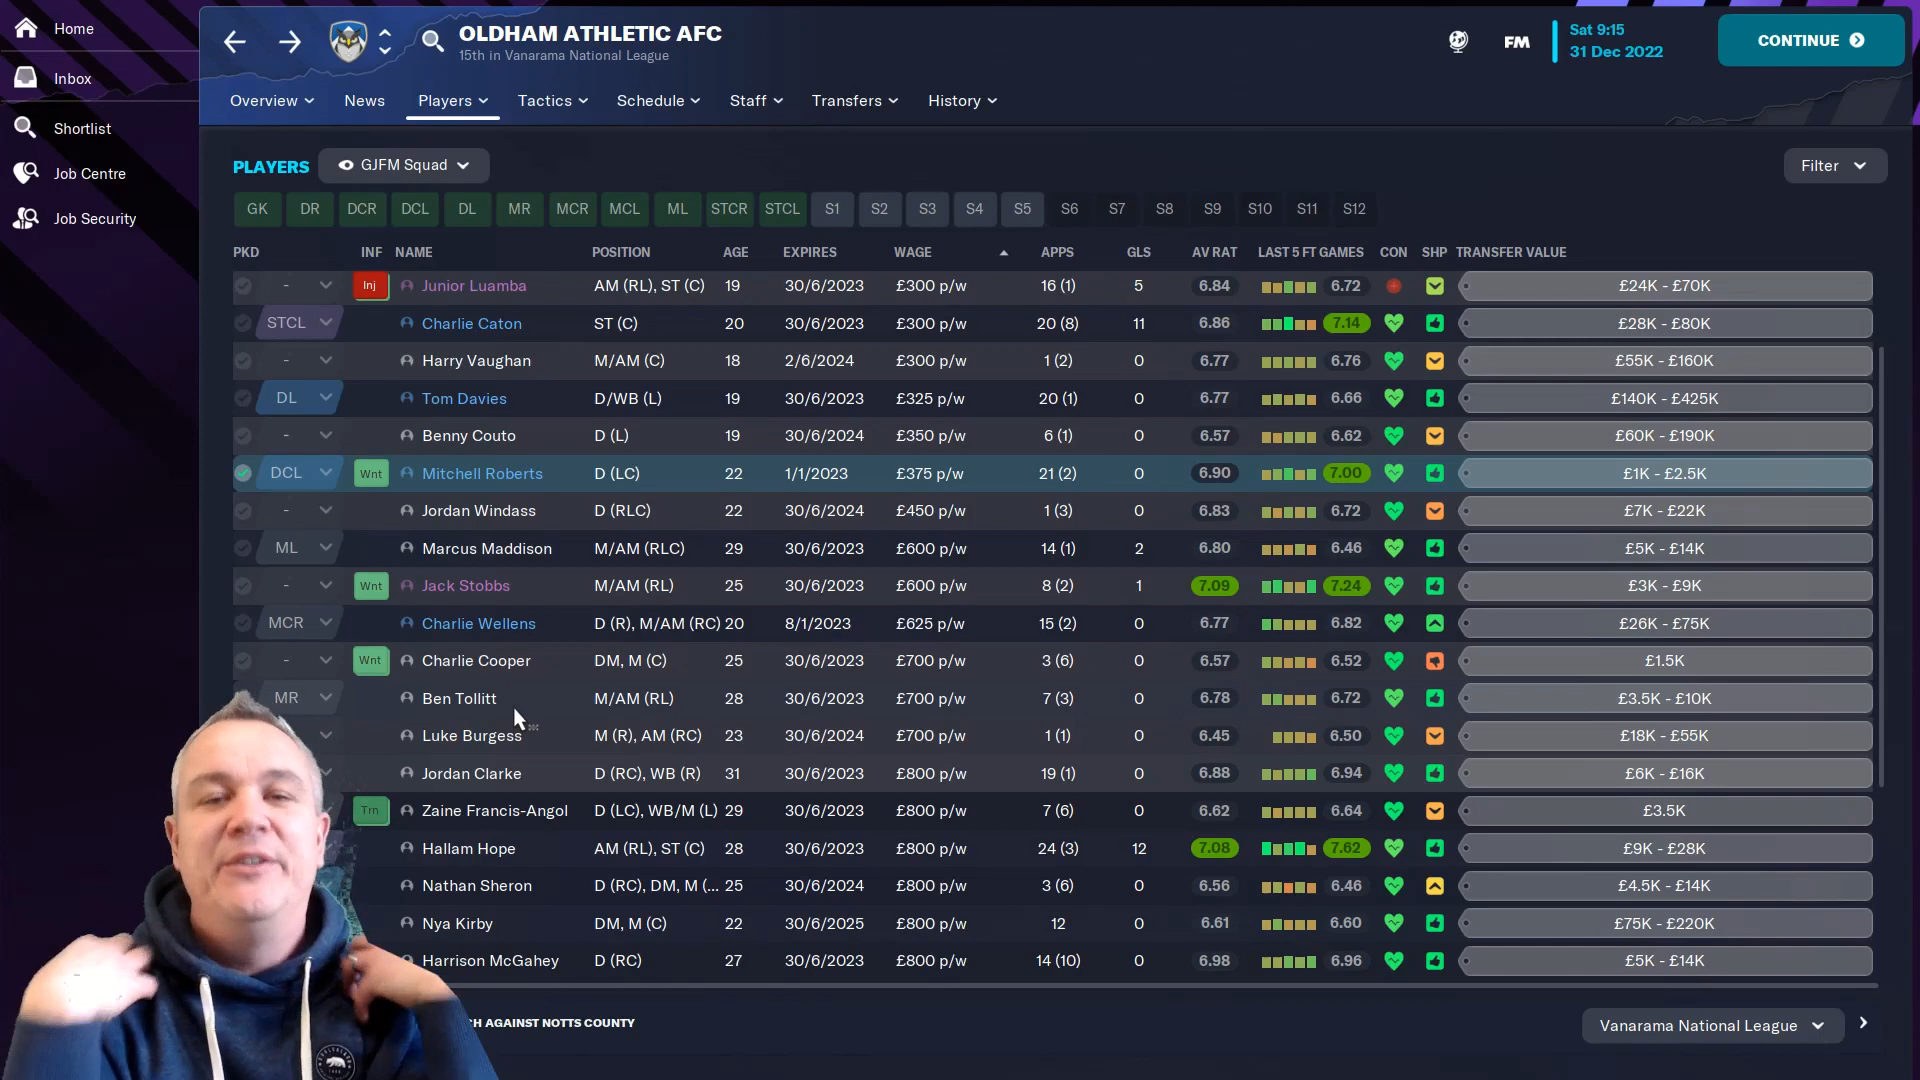 Home
Inbox
Shortlist
Job Centre
Job Security
OLDHAM ATHLETIC AFC
15th in Vanarama National League
FM
Sat 9:15
31 Dec 2022
CONTINUE
Overview News Players Tactics Schedule Staff Transfers History
PLAYERS GJFM Squad Filter
GK DR DCR DCL DL MR MCR MCL ML STCR STCL S1 S2 S3 S4 S5 S6 S7 S8 S9 S10 S11 S12
PKD INF NAME POSITION AGE EXPIRES WAGE APPS GLS AV RAT LAST 5 FT GAMES CON SHP TRANSFER VALUE
- Inj Junior Luamba AM (RL), ST (C) 19 30/6/2023 £300 p/w 16 (1) 5 6.84 6.72 £24K - £70K
STCL Charlie Caton ST (C) 20 30/6/2023 £300 p/w 20 (8) 11 6.86 7.14 £28K - £80K
- Harry Vaughan M/AM (C) 18 2/6/2024 £300 p/w 1 (2) 0 6.77 6.76 £55K - £160K
DL Tom Davies D/WB (L) 19 30/6/2023 £325 p/w 20 (1) 0 6.77 6.66 £140K - £425K
- Benny Couto D (L) 19 30/6/2024 £350 p/w 6 (1) 0 6.57 6.62 £60K - £190K
DCL Wnt Mitchell Roberts D (LC) 22 1/1/2023 £375 p/w 21 (2) 0 6.90 7.00 £1K - £2.5K
- Jordan Windass D (RLC) 22 30/6/2024 £450 p/w 1 (3) 0 6.83 6.72 £7K - £22K
ML Marcus Maddison M/AM (RLC) 29 30/6/2023 £600 p/w 14 (1) 2 6.80 6.46 £5K - £14K
- Wnt Jack Stobbs M/AM (RL) 25 30/6/2023 £600 p/w 8 (2) 1 7.09 7.24 £3K - £9K
MCR Charlie Wellens D (R), M/AM (RC) 20 8/1/2023 £625 p/w 15 (2) 0 6.77 6.82 £26K - £75K
- Wnt Charlie Cooper DM, M (C) 25 30/6/2023 £700 p/w 3 (6) 0 6.57 6.52 £1.5K
MR Ben Tollitt M/AM (RL) 28 30/6/2023 £700 p/w 7 (3) 0 6.78 6.72 £3.5K - £10K
Luke Burgess M (R), AM (RC) 23 30/6/2024 £700 p/w 1 (1) 0 6.45 6.50 £18K - £55K
Jordan Clarke D (RC), WB (R) 31 30/6/2023 £800 p/w 19 (1) 0 6.88 6.94 £6K - £16K
Trn Zaine Francis-Angol D (LC), WB/M (L) 29 30/6/2023 £800 p/w 7 (6) 0 6.62 6.64 £3.5K
Hallam Hope AM (RL), ST (C) 28 30/6/2023 £800 p/w 24 (3) 12 7.08 7.62 £9K - £28K
Nathan Sheron D (RC), DM, M (... 25 30/6/2024 £800 p/w 3 (6) 0 6.56 6.46 £4.5K - £14K
Nya Kirby DM, M (C) 22 30/6/2025 £800 p/w 12 0 6.61 6.60 £75K - £220K
Harrison McGahey D (RC) 27 30/6/2023 £800 p/w 14 (10) 0 6.98 6.96 £5K - £14K
CH AGAINST NOTTS COUNTY
Vanarama National League